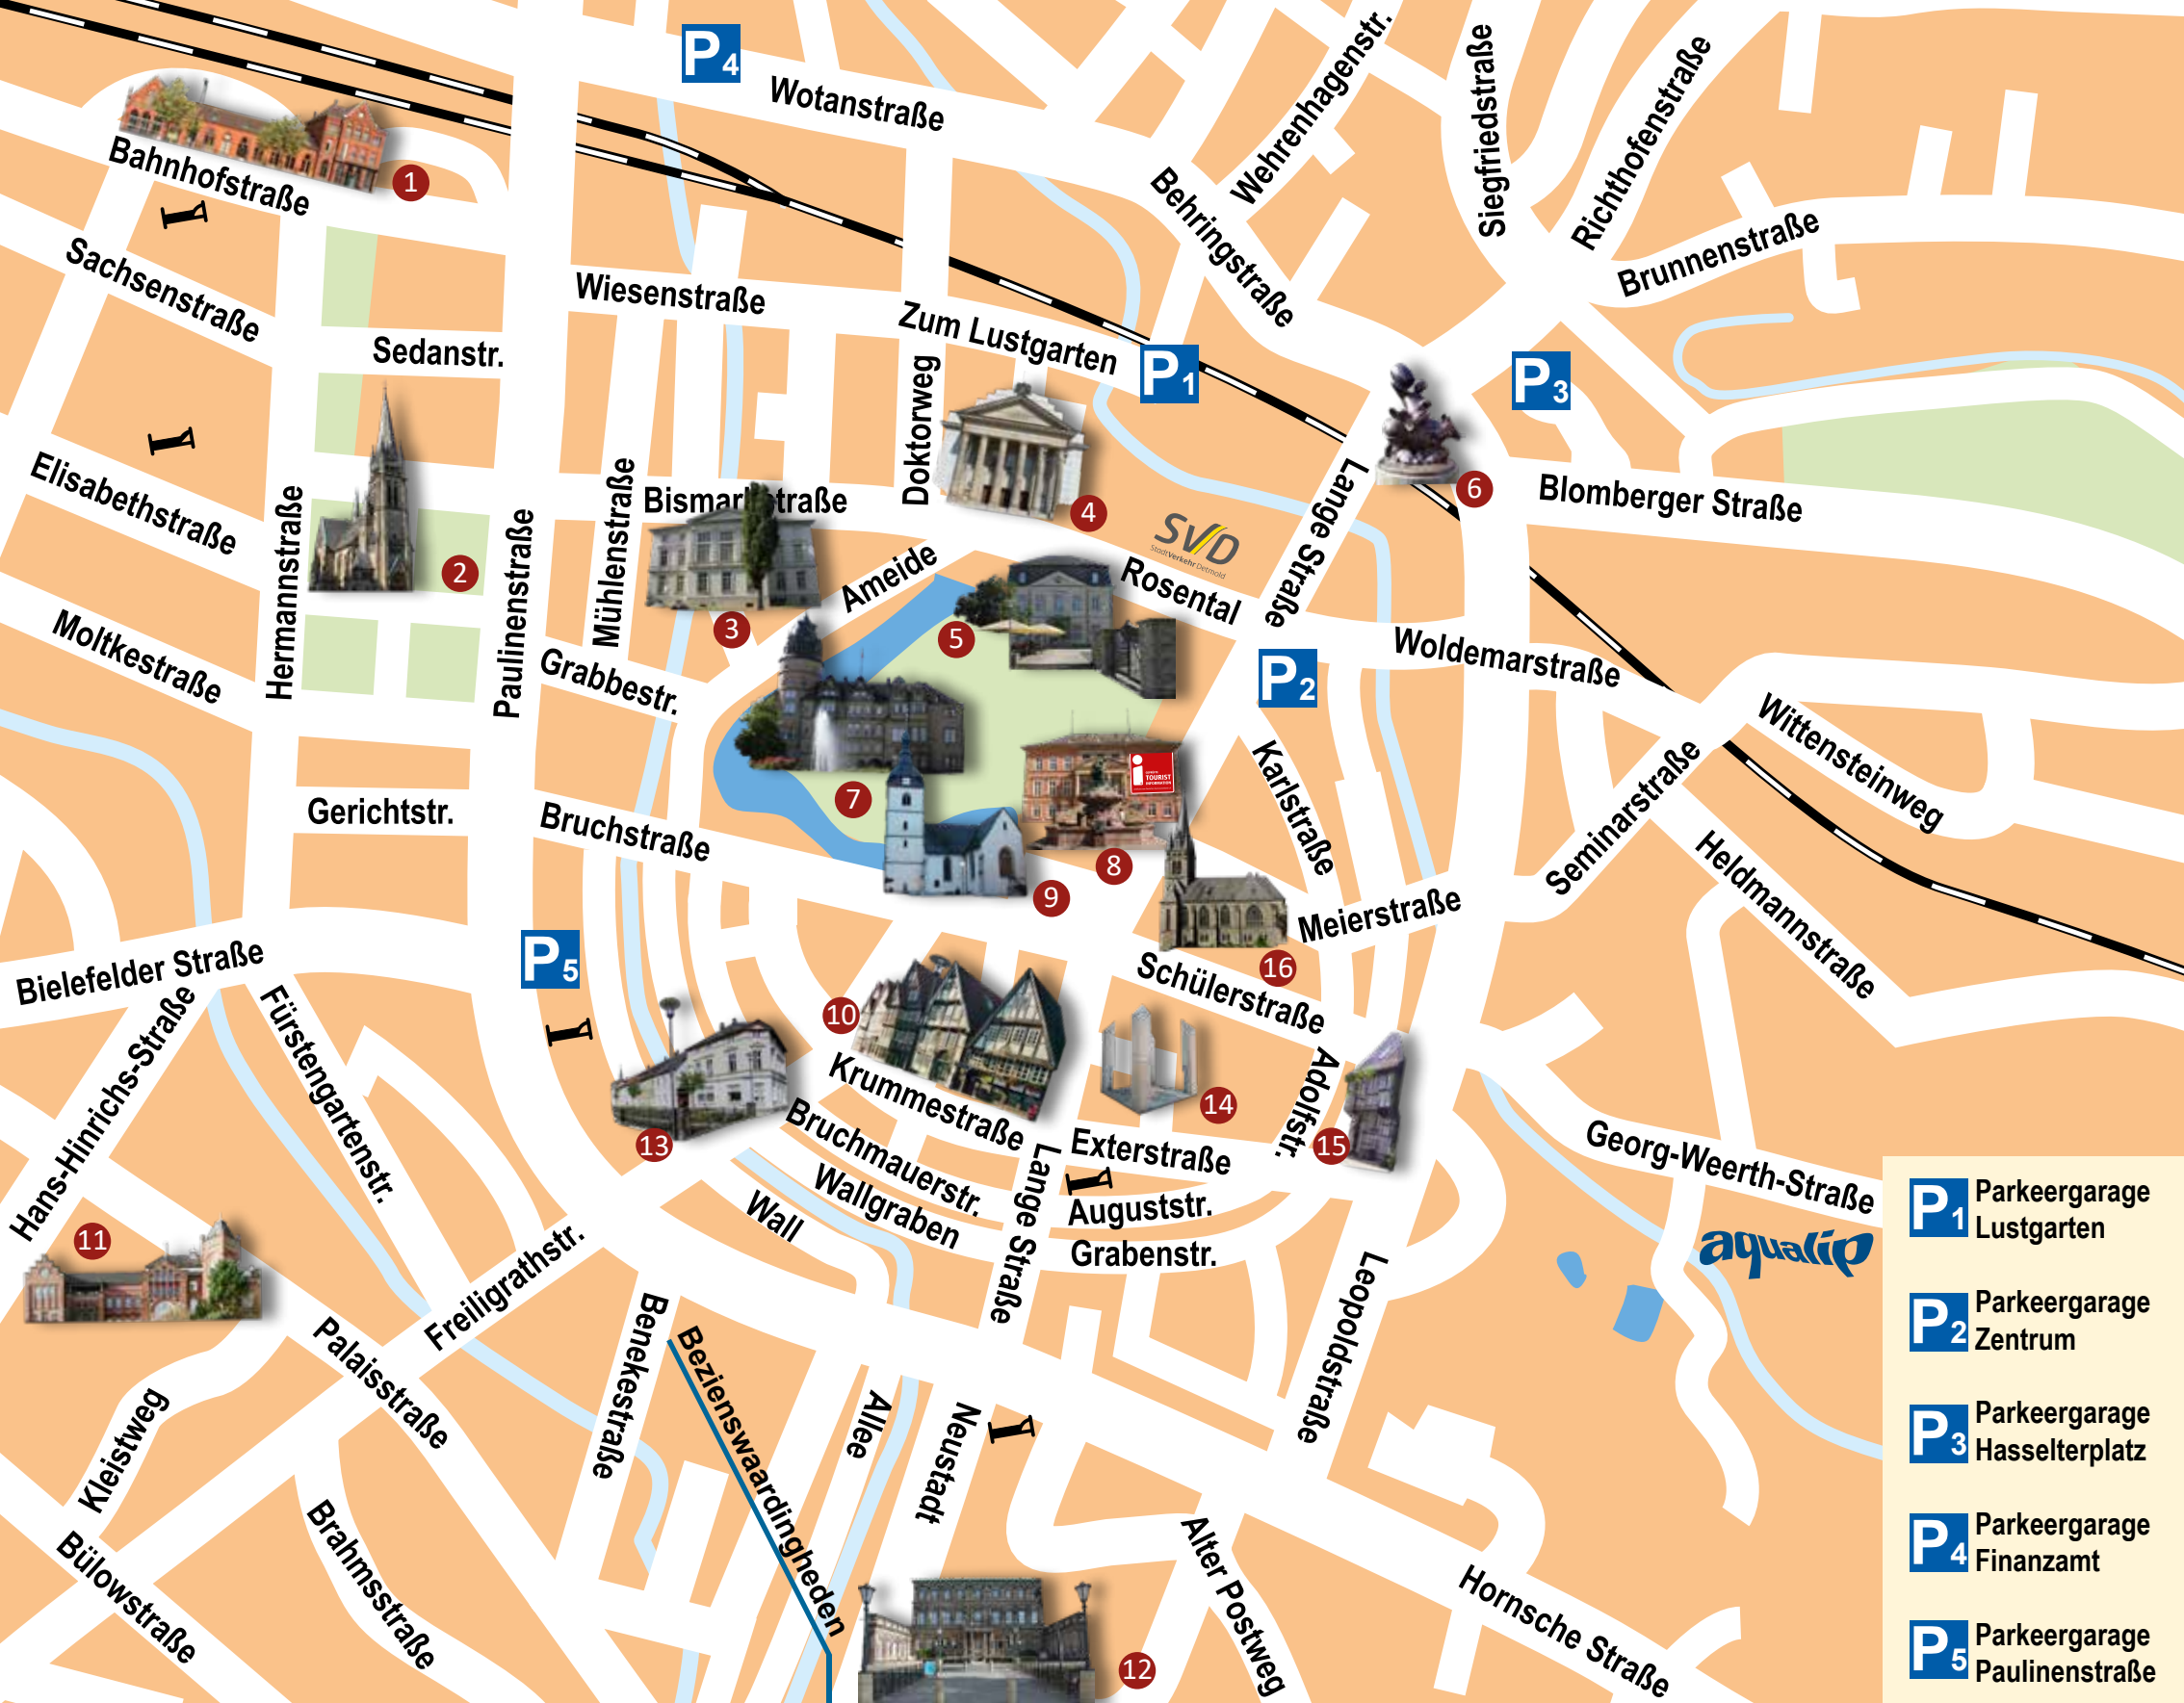 P4
Wotanstraße
Wehrenhagenstr.
Siegfriedstraße
Richthofenstraße
Bahnhofstraße
1
Behringstraße
Brunnenstraße
Sachsenstraße
Wiesenstraße
Zum Lustgarten
Sedanstr.
P1
P3
Doktorweg
Elisabethstraße
Hermannstraße
Paulinenstraße
Mühlenstraße
Bismarkstraße
4
Lange Straße
6
Blomberger Straße
SVD
StadtVerkehrDetmold
2
3
Ameide
5
Rosental
Moltkestraße
Grabbestr.
P2
Woldemarstraße
Wittensteinweg
7
i
TOURIST
INFORMATION
Karlstraße
Seminarstraße
Gerichtstr.
Bruchstraße
8
9
Heldmannstraße
Meierstraße
Bielefelder Straße
P5
16
Schülerstraße
Hans-Hinrichs-Straße
Fürstengartenstr.
10
Krummestraße
14
Adolfstr.
15
13
Bruchmauerstr.
Exterstraße
Georg-Weerth-Straße
Wallgraben
Wall
Lange Straße
Auguststr.
Grabenstr.
11
Freiligrathstr.
aqualip
Leopoldstraße
Palaisstraße
Benekestraße
Bezienswaardingheden
Allee
Neustadt
Kleistweg
Bülowstraße
Brahmsstraße
Alter Postweg
Hornsche Straße
12
P1 Parkeergarage
Lustgarten
P2 Parkeergarage
Zentrum
P3 Parkeergarage
Hasselterplatz
P4 Parkeergarage
Finanzamt
P5 Parkeergarage
Paulinenstraße